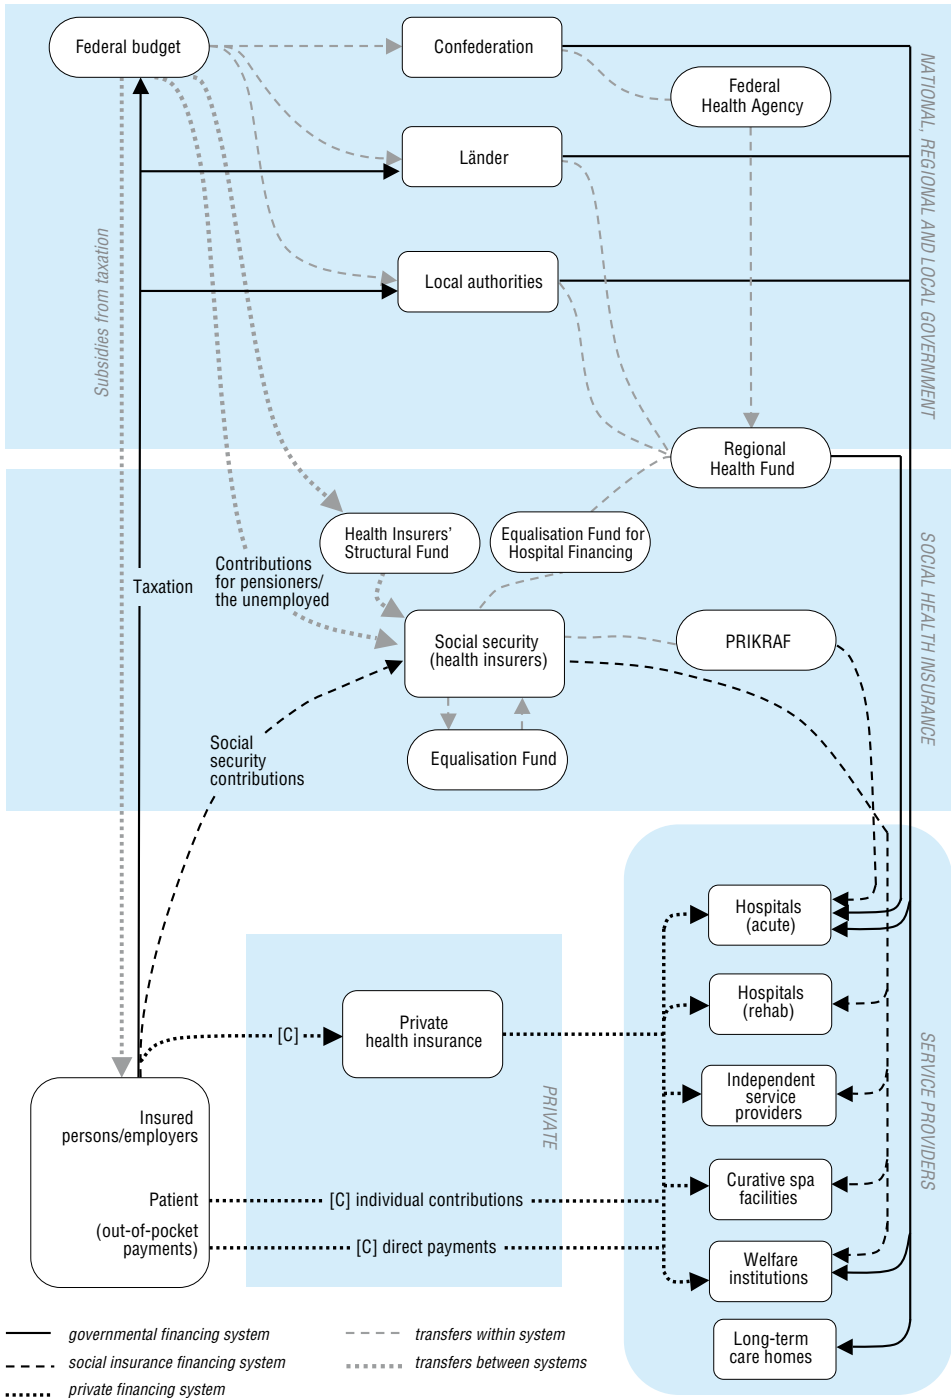 Federal budget
Confederation
Federal
Health Agency
Länder
Local authorities
Subsidies from taxation
NATIONAL, REGIONAL AND LOCAL GOVERNMENT
Regional
Health Fund
Health Insurers'
Structural Fund
Equalisation Fund for
Hospital Financing
Contributions
for pensioners/
the unemployed
Taxation
Social security
(health insurers)
PRIKRAF
SOCIAL HEALTH INSURANCE
Social
security
contributions
Equalisation Fund
Hospitals
(acute)
Hospitals
(rehab)
[C]
Private
health insurance
PRIVATE
Independent
service
providers
SERVICE PROVIDERS
Insured
persons/employers
Patient
(out-of-pocket
payments)
[C] individual contributions
[C] direct payments
Curative spa
facilities
Welfare
institutions
Long-term
care homes
governmental financing system
social insurance financing system
private financing system
transfers within system
transfers between systems